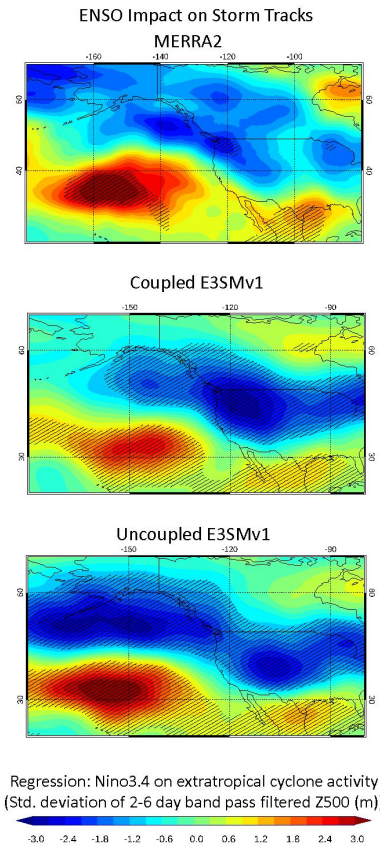 ENSO Impact on Storm Tracks
MERRA2
-160 -140 -120 -100
60
40
60
40
Coupled E3SMv1
-150 -120 -90
60
30
60
30
Uncoupled E3SMv1
-150 -120 -90
60
30
60
30
Regression: Nino3.4 on extratropical cyclone activity
(Std. deviation of 2-6 day band pass filtered Z500 (m)
-3.0 -2.4 -1.8 -1.2 -0.6 0.0 0.6 1.2 1.8 2.4 3.0